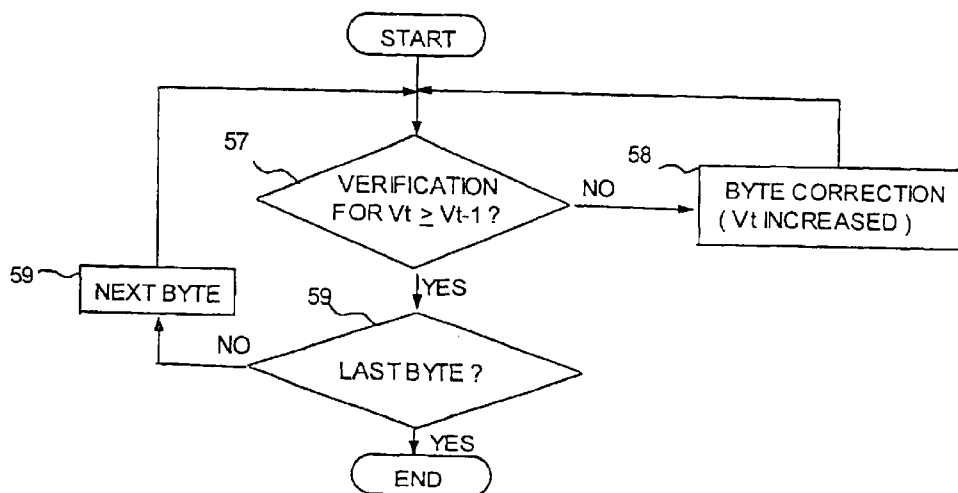 START
57
VERIFICATION
FOR Vt ≥ Vt-1 ?
NO
58
BYTE CORRECTION
( Vt INCREASED )
YES
59
NEXT BYTE
59
NO
LAST BYTE ?
YES
END